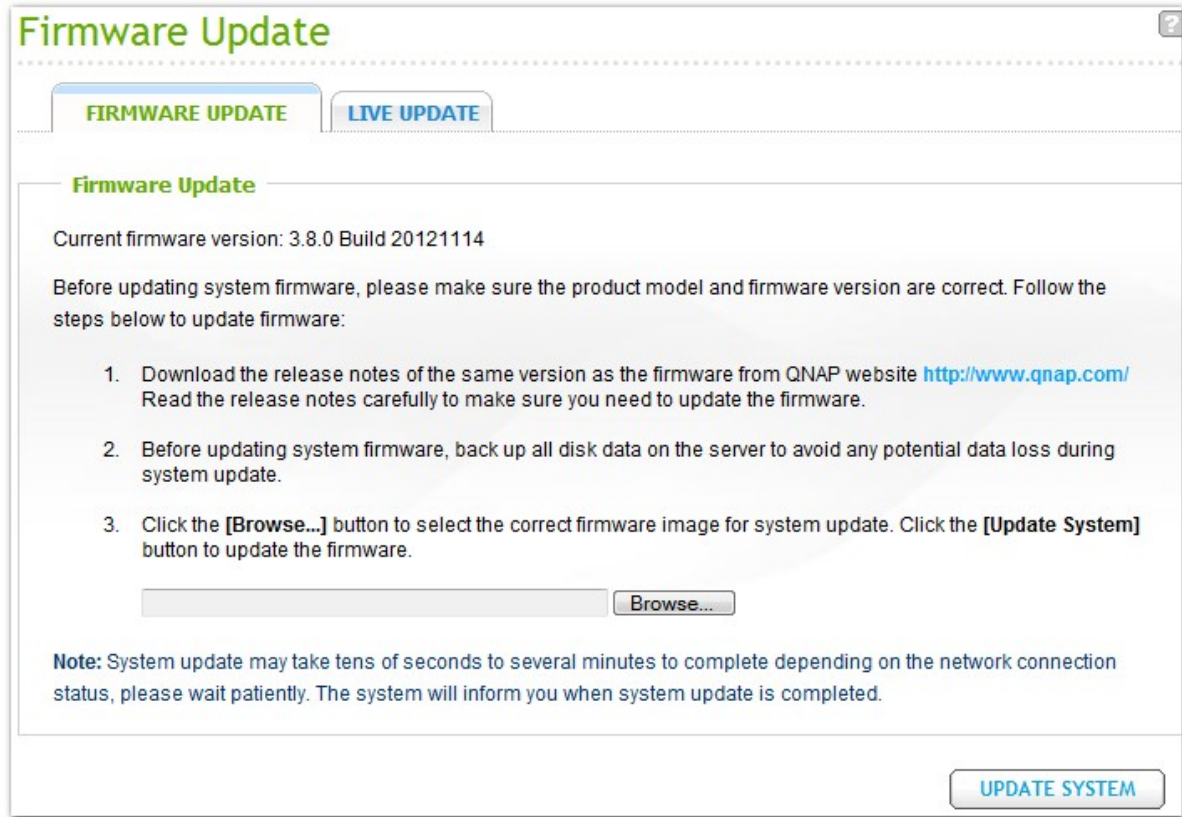 Firmware Update
?
FIRMWARE UPDATE
LIVE UPDATE
Firmware Update
Current firmware version: 3.8.0 Build 20121114
Before updating system firmware, please make sure the product model and firmware version are correct. Follow the
steps below to update firmware:
1. Download the release notes of the same version as the firmware from QNAP website http://www.qnap.com/
Read the release notes carefully to make sure you need to update the firmware.
2. Before updating system firmware, back up all disk data on the server to avoid any potential data loss during
system update.
3. Click the [Browse...] button to select the correct firmware image for system update. Click the [Update System]
button to update the firmware.
Browse...
Note: System update may take tens of seconds to several minutes to complete depending on the network connection
status, please wait patiently. The system will inform you when system update is completed.
UPDATE SYSTEM